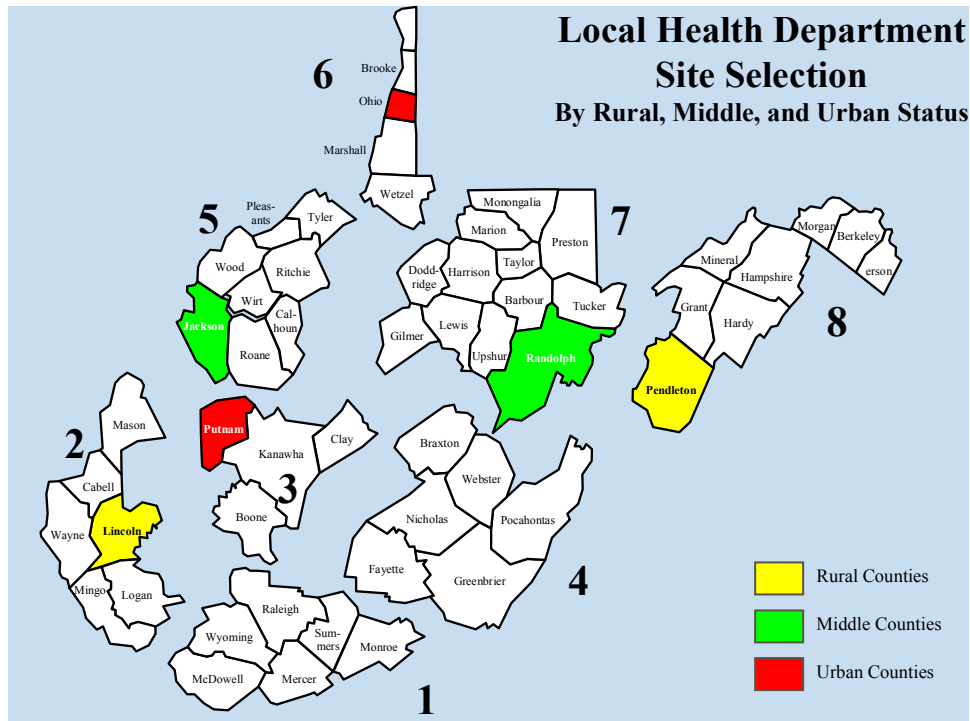 Local Health Department
Site Selection
By Rural, Middle, and Urban Status
6
Brooke
Ohio
Marshall
Wetzel
5
Pleas-
ants
Tyler
Wood
Ritchie
Wirt
Cal-
houn
Jackson
Roane
7
Monongalia
Marion
Preston
Taylor
Dodd-
ridge
Harrison
Barbour
Tucker
Lewis
Gilmer
Upshur
Randolph
8
Morgan
Berkeley
erson
Mineral
Hampshire
Grant
Hardy
Pendleton
2
Mason
Cabell
Wayne
Lincoln
Mingo
Logan
3
Putnam
Kanawha
Clay
Boone
4
Braxton
Webster
Nicholas
Pocahontas
Fayette
Greenbrier
1
Raleigh
Wyoming
Sum-
mers
Monroe
McDowell
Mercer
Rural Counties
Middle Counties
Urban Counties